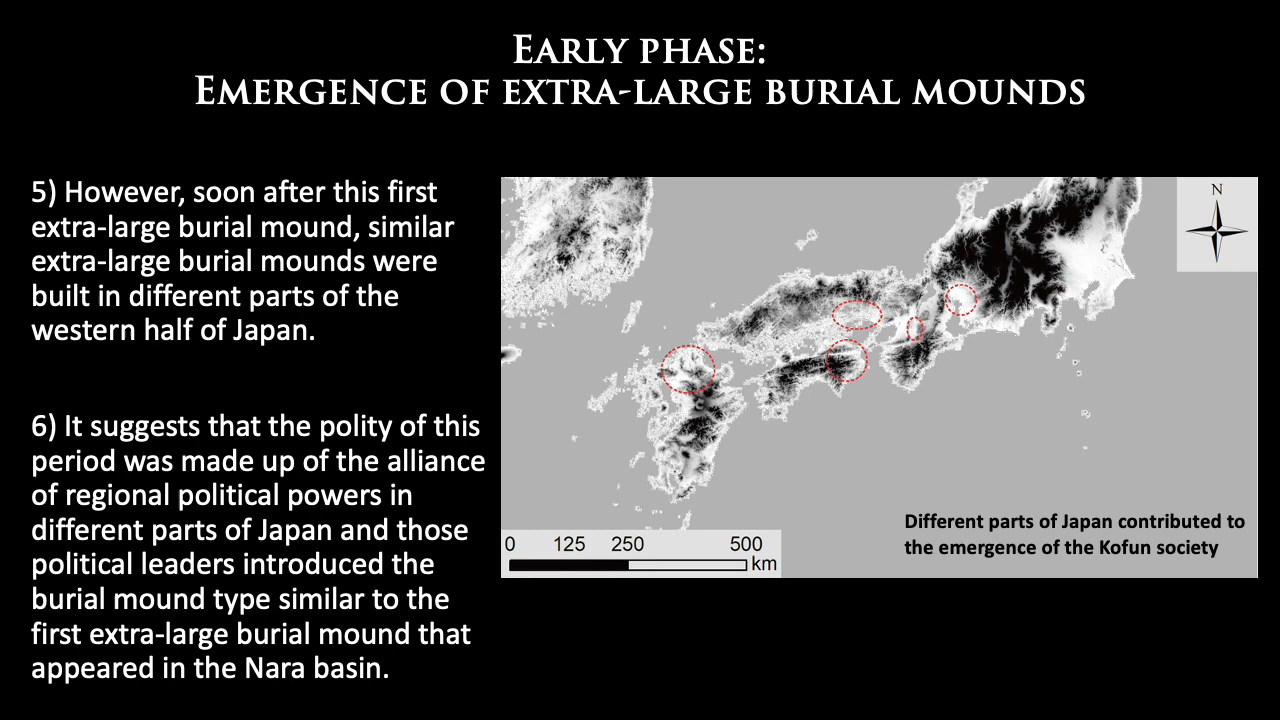 EARLY PHASE:
EMERGENCE OF EXTRA-LARGE BURIAL MOUNDS
5) However, soon after this first
extra-large burial mound, similar
extra-large burial mounds were
built in different parts of the
western half of Japan.
6) It suggests that the polity of this
period was made up of the alliance
of regional political powers in
different parts of Japan and those
political leaders introduced the
burial mound type similar to the
first extra-large burial mound that
appeared in the Nara basin.
N
0 125 250 500
km
Different parts of Japan contributed to
the emergence of the Kofun society